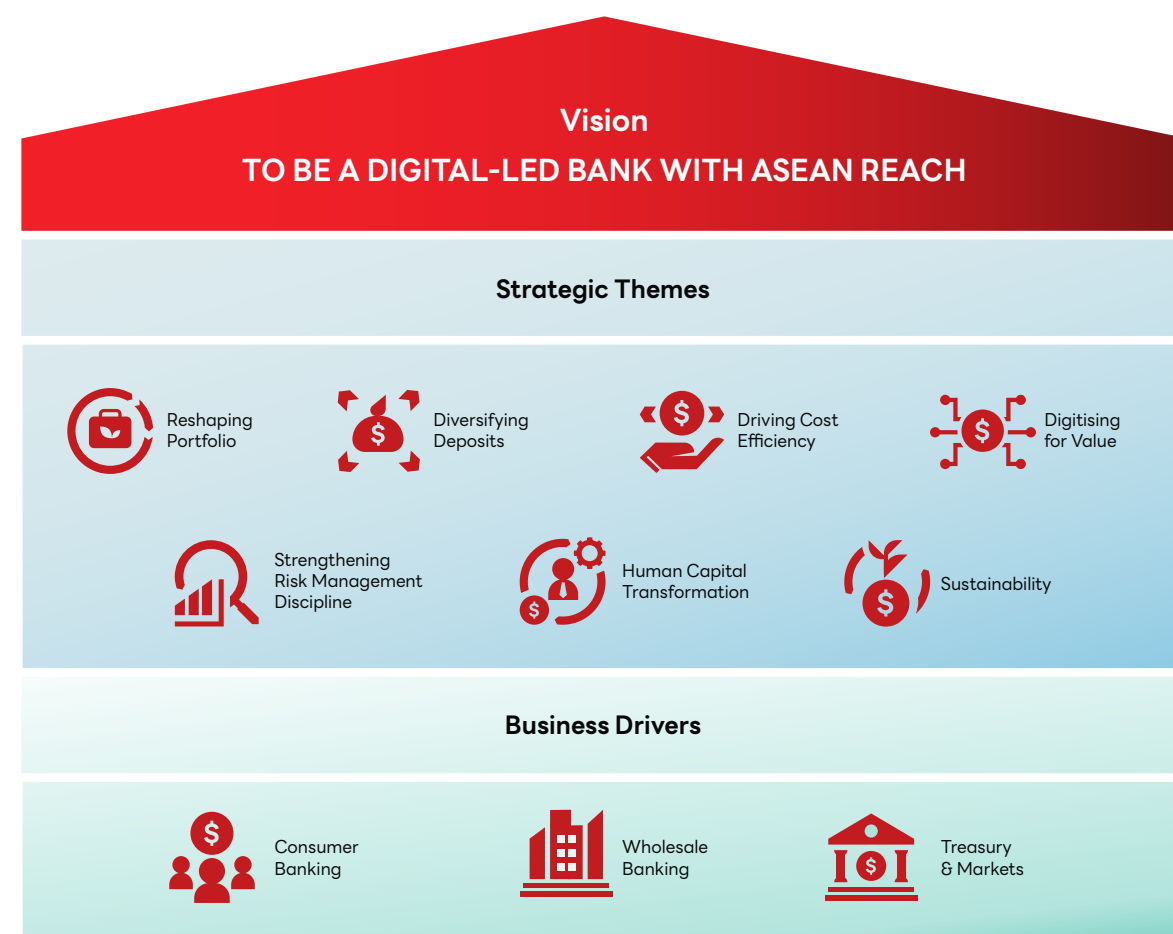 Vision
TO BE A DIGITAL-LED BANK WITH ASEAN REACH
Strategic Themes
Reshaping
Portfolio
Diversifying
Deposits
Driving Cost
Efficiency
Digitising
for Value
Strengthening
Risk Management
Discipline
Human Capital
Transformation
Sustainability
Business Drivers
Consumer
Banking
Wholesale
Banking
Treasury
& Markets